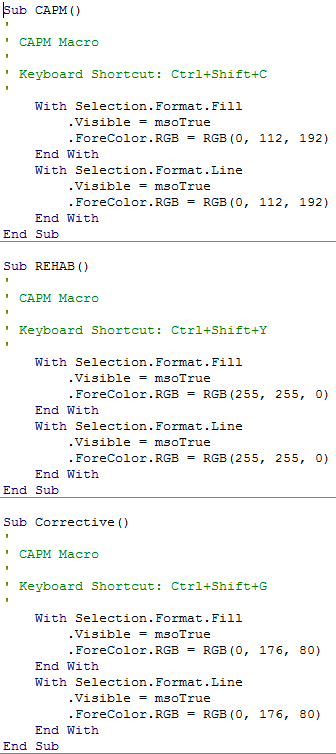 Sub CAPM()
'
' CAPM Macro
'
' Keyboard Shortcut: Ctrl+Shift+C
'
    With Selection.Format.Fill
        .Visible = msoTrue
        .ForeColor.RGB = RGB(0, 112, 192)
    End With
    With Selection.Format.Line
        .Visible = msoTrue
        .ForeColor.RGB = RGB(0, 112, 192)
    End With
End Sub
Sub REHAB()
'
' CAPM Macro
'
' Keyboard Shortcut: Ctrl+Shift+Y
'
    With Selection.Format.Fill
        .Visible = msoTrue
        .ForeColor.RGB = RGB(255, 255, 0)
    End With
    With Selection.Format.Line
        .Visible = msoTrue
        .ForeColor.RGB = RGB(255, 255, 0)
    End With
End Sub
Sub Corrective()
'
' CAPM Macro
'
' Keyboard Shortcut: Ctrl+Shift+G
'
    With Selection.Format.Fill
        .Visible = msoTrue
        .ForeColor.RGB = RGB(0, 176, 80)
    End With
    With Selection.Format.Line
        .Visible = msoTrue
        .ForeColor.RGB = RGB(0, 176, 80)
    End With
End Sub